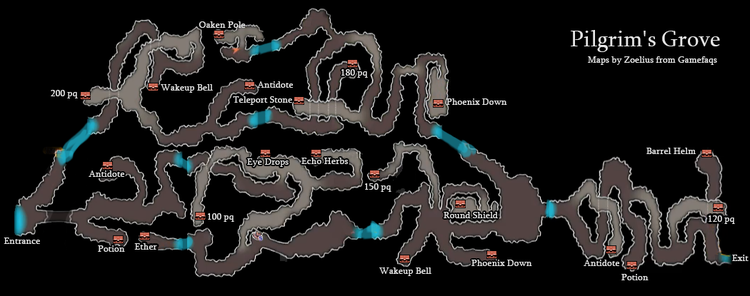 Pilgrim's Grove
Maps by Zoelius from Gamefaqs
Oaken Pole
200 pq
Wakeup Bell
Antidote
Teleport Stone
180 pq
Phoenix Down
Antidote
Eye Drops
Echo Herbs
150 pq
100 pq
Round Shield
Barrel Helm
120 pq
Entrance
Potion
Ether
Wakeup Bell
Phoenix Down
Antidote
Potion
Exit